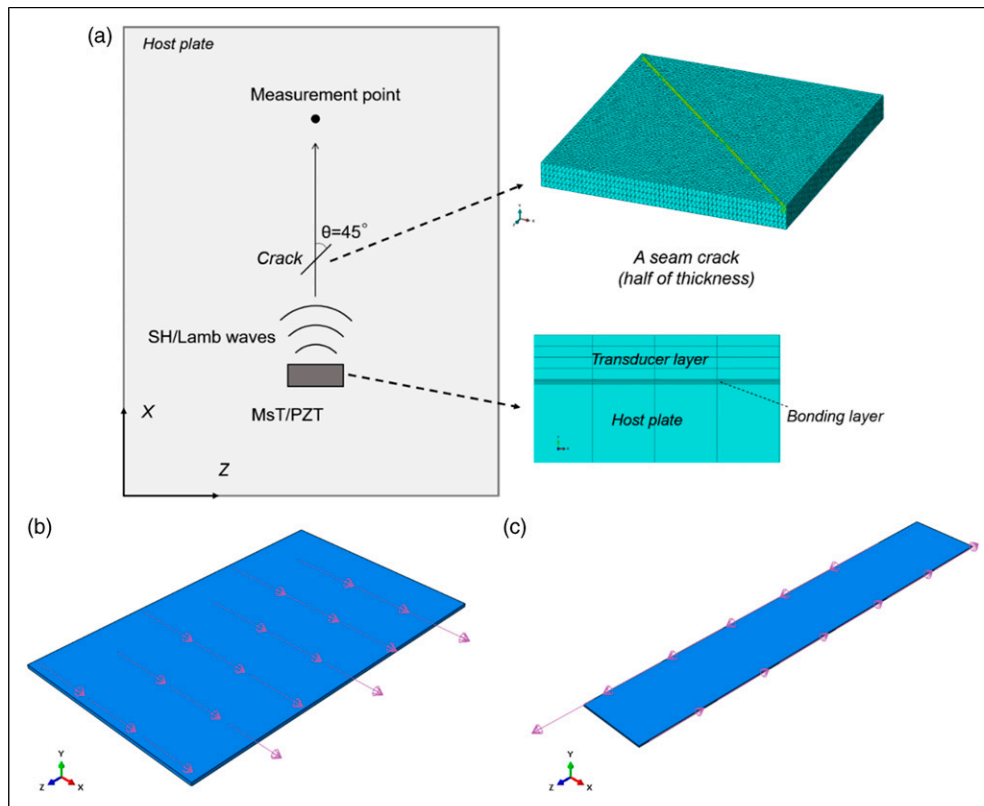 (a)
Host plate
Measurement point
θ=45°
Crack
SH/Lamb waves
MsT/PZT
X
Z
A seam crack
(half of thickness)
Transducer layer
Bonding layer
Host plate
(b)
Y
Z
X
(c)
Y
Z
X